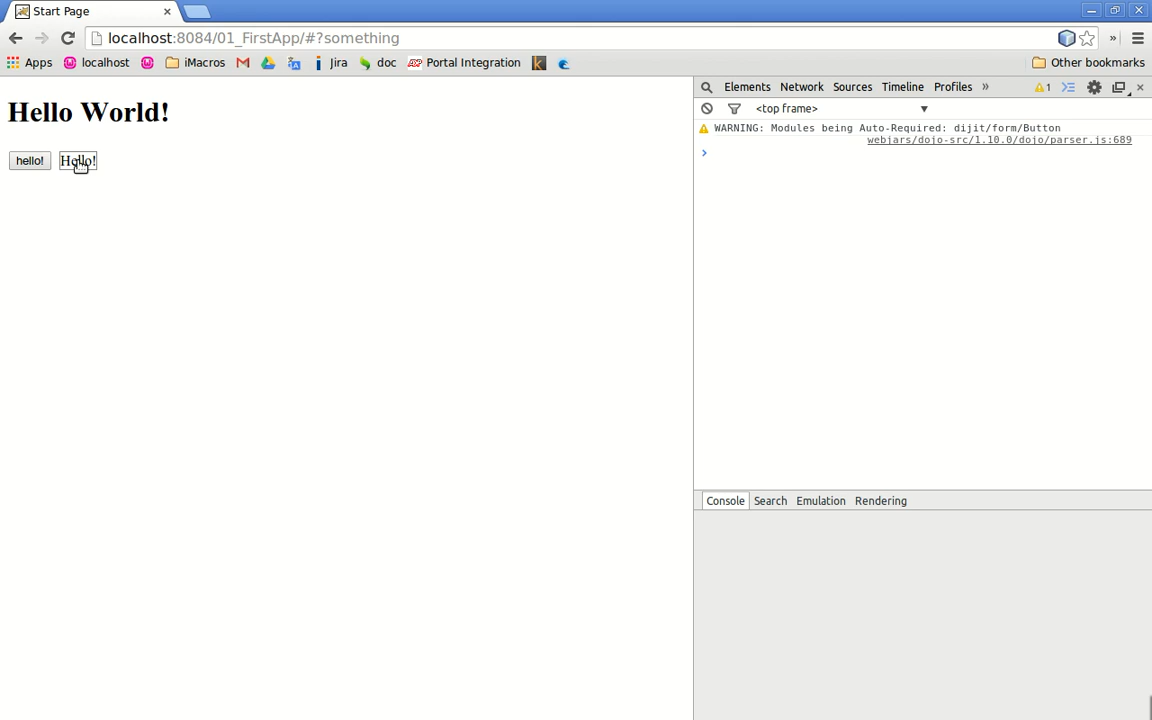 Start Page
localhost:8084/01_FirstApp/#?something
»
Apps localhost iMacros Jira doc ADP Portal Integration k Other bookmarks
Hello World!
hello! Hello!
Elements Network Sources Timeline Profiles » 1
<top frame>
WARNING: Modules being Auto-Required: dijit/form/Button
webjars/dojo-src/1.10.0/dojo/parser.js:689
>
Console Search Emulation Rendering